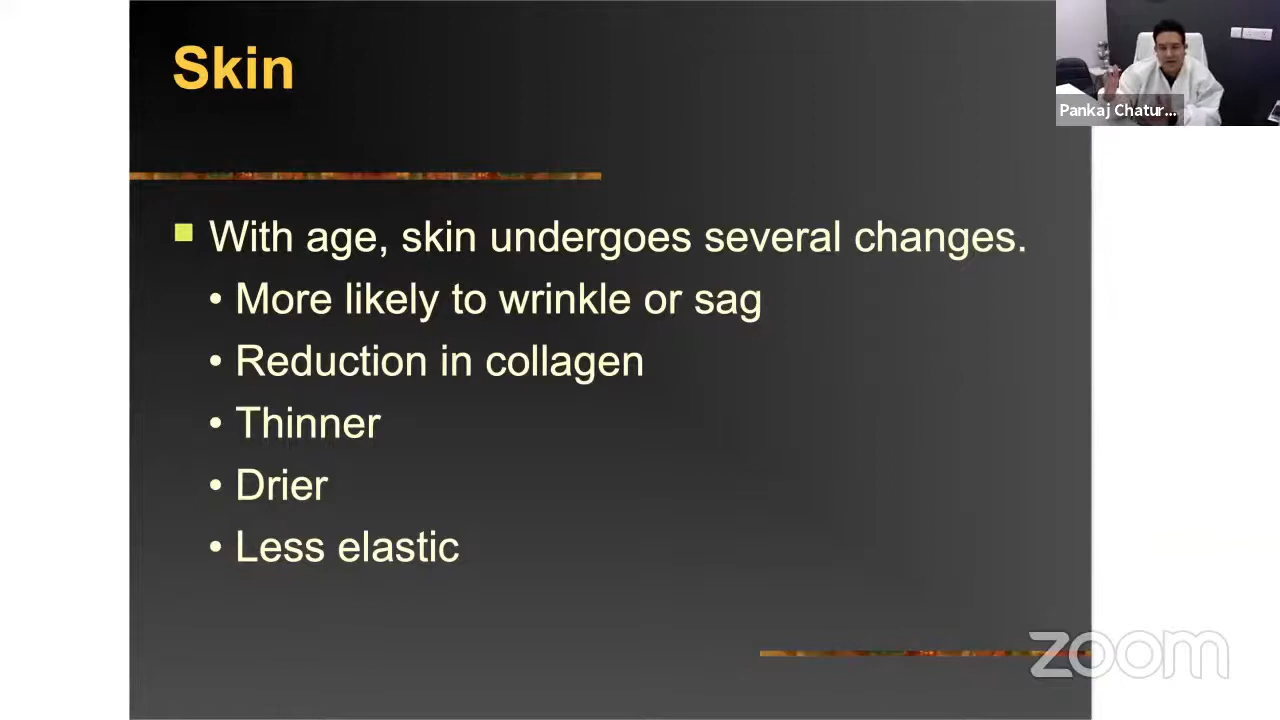 Skin
Pankaj Chatur...
With age, skin undergoes several changes.
• More likely to wrinkle or sag
• Reduction in collagen
• Thinner
• Drier
• Less elastic
zoom